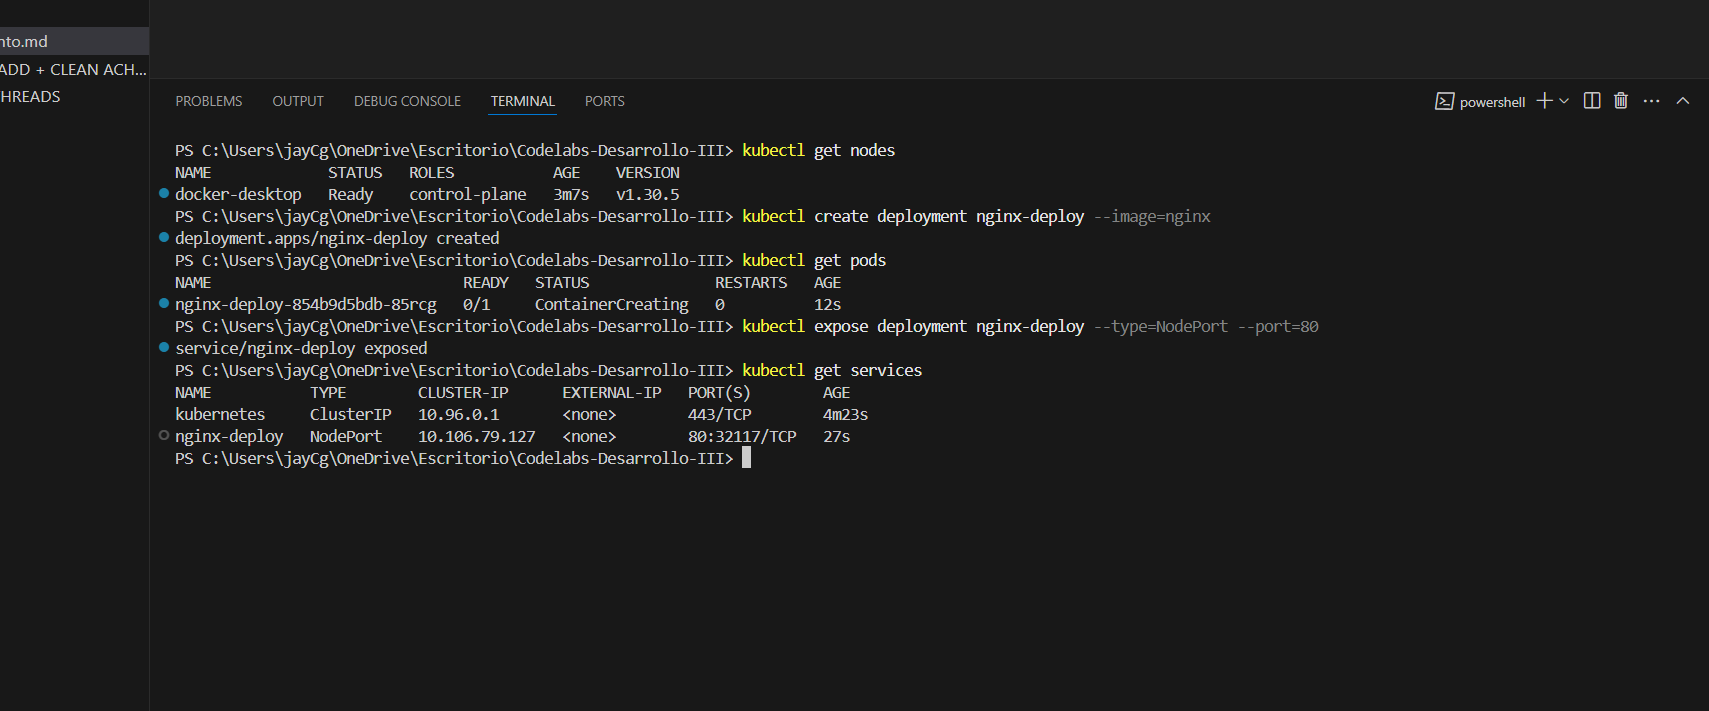 nto.md
ADD + CLEAN ACH...
HREADS
PROBLEMS OUTPUT DEBUG CONSOLE TERMINAL PORTS powershell
PS C:\Users\jayCg\OneDrive\Escritorio\Codelabs-Desarrollo-III> kubectl get nodes
NAME STATUS ROLES AGE VERSION
docker-desktop Ready control-plane 3m7s v1.30.5
PS C:\Users\jayCg\OneDrive\Escritorio\Codelabs-Desarrollo-III> kubectl create deployment nginx-deploy --image=nginx
deployment.apps/nginx-deploy created
PS C:\Users\jayCg\OneDrive\Escritorio\Codelabs-Desarrollo-III> kubectl get pods
NAME READY STATUS RESTARTS AGE
nginx-deploy-854b9d5bdb-85rcg 0/1 ContainerCreating 0 12s
PS C:\Users\jayCg\OneDrive\Escritorio\Codelabs-Desarrollo-III> kubectl expose deployment nginx-deploy --type=NodePort --port=80
service/nginx-deploy exposed
PS C:\Users\jayCg\OneDrive\Escritorio\Codelabs-Desarrollo-III> kubectl get services
NAME TYPE CLUSTER-IP EXTERNAL-IP PORT(S) AGE
kubernetes ClusterIP 10.96.0.1 <none> 443/TCP 4m23s
nginx-deploy NodePort 10.106.79.127 <none> 80:32117/TCP 27s
PS C:\Users\jayCg\OneDrive\Escritorio\Codelabs-Desarrollo-III>